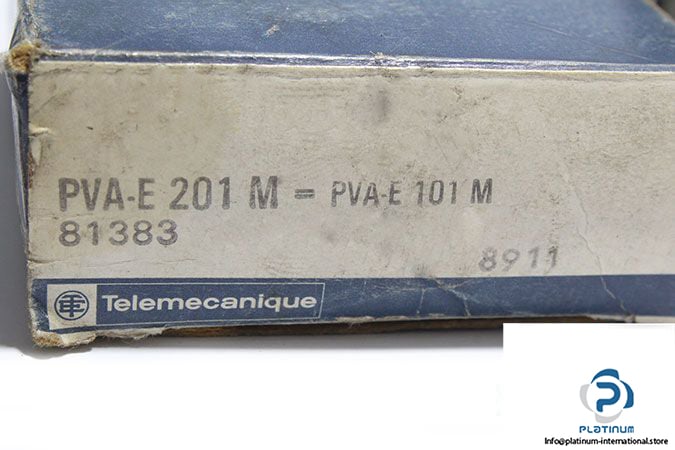 PVA-E 201 M = PVA-E 101 M
81383
8911
Telemecanique
PLATINUM
Info@platinum-international.store